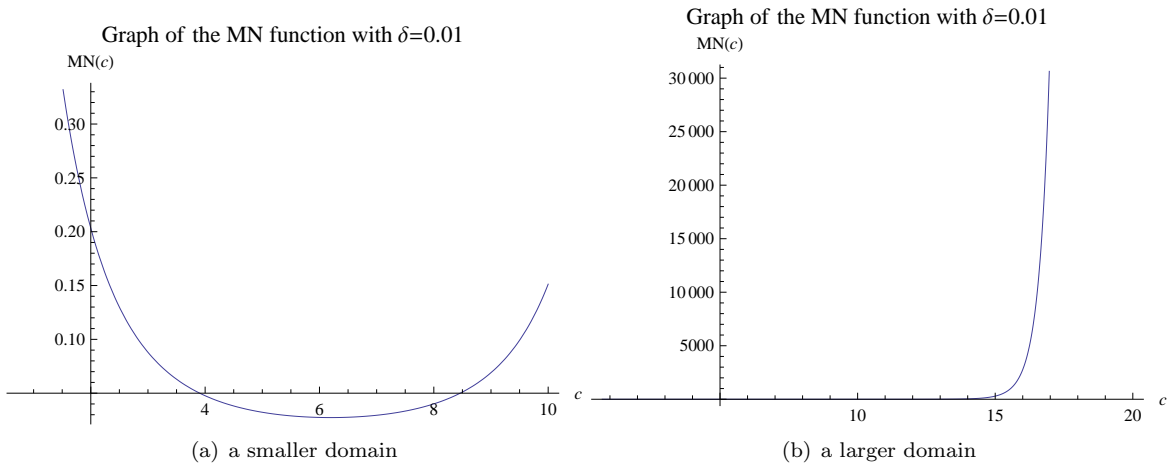 Graph of the MN function with δ=0.01
MN(c)
0.30
0.25
0.20
0.15
0.10
4 6 8 10 c
(a) a smaller domain
Graph of the MN function with δ=0.01
MN(c)
30 000
25 000
20 000
15 000
10 000
5000
10 15 20 c
(b) a larger domain